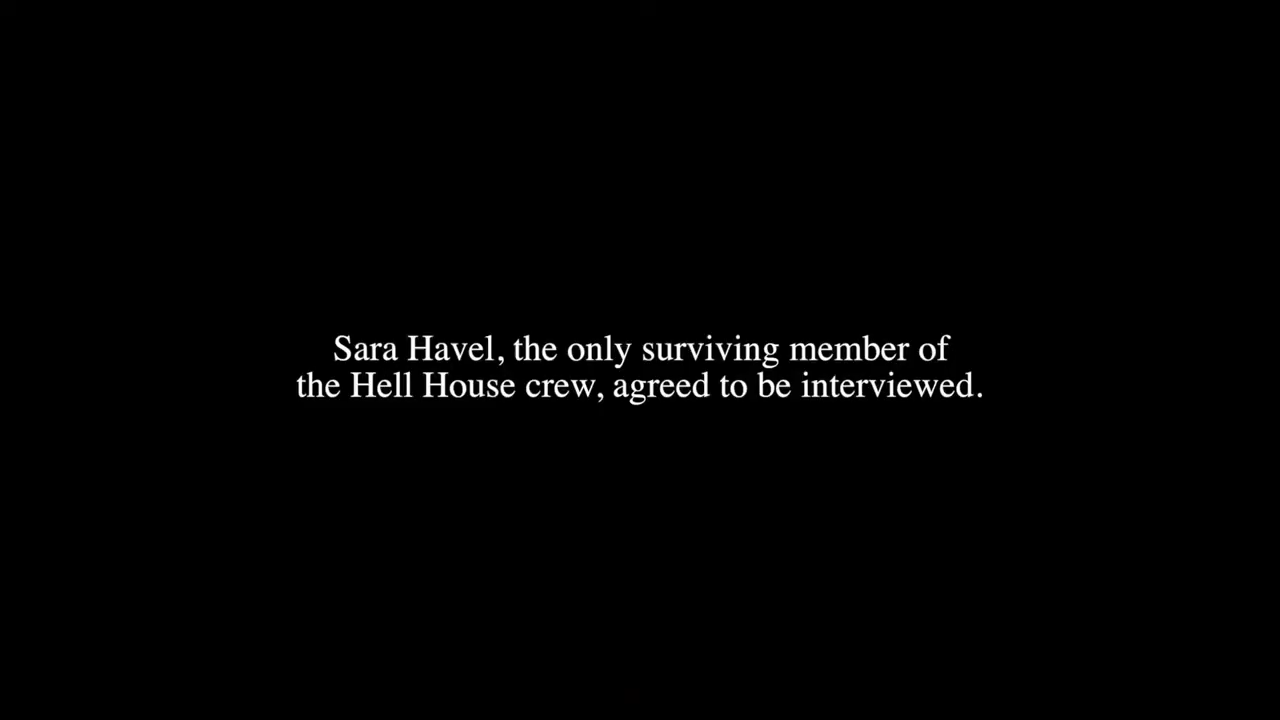 Sara Havel, the only surviving member of
the Hell House crew, agreed to be interviewed.